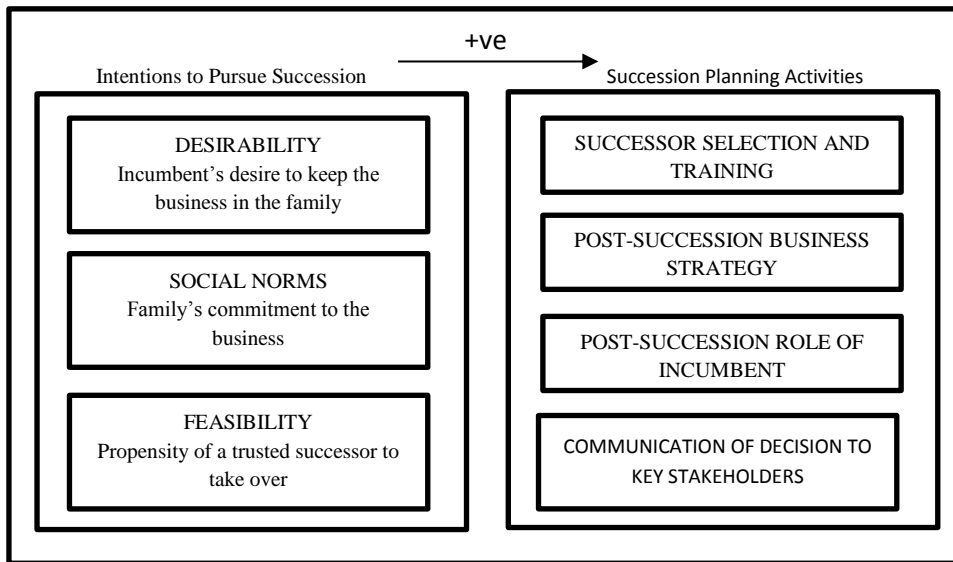 +ve
Intentions to Pursue Succession
Succession Planning Activities
DESIRABILITY
Incumbent’s desire to keep the
business in the family
SOCIAL NORMS
Family’s commitment to the
business
FEASIBILITY
Propensity of a trusted successor to
take over
SUCCESSOR SELECTION AND
TRAINING
POST-SUCCESSION BUSINESS
STRATEGY
POST-SUCCESSION ROLE OF
INCUMBENT
COMMUNICATION OF DECISION TO
KEY STAKEHOLDERS